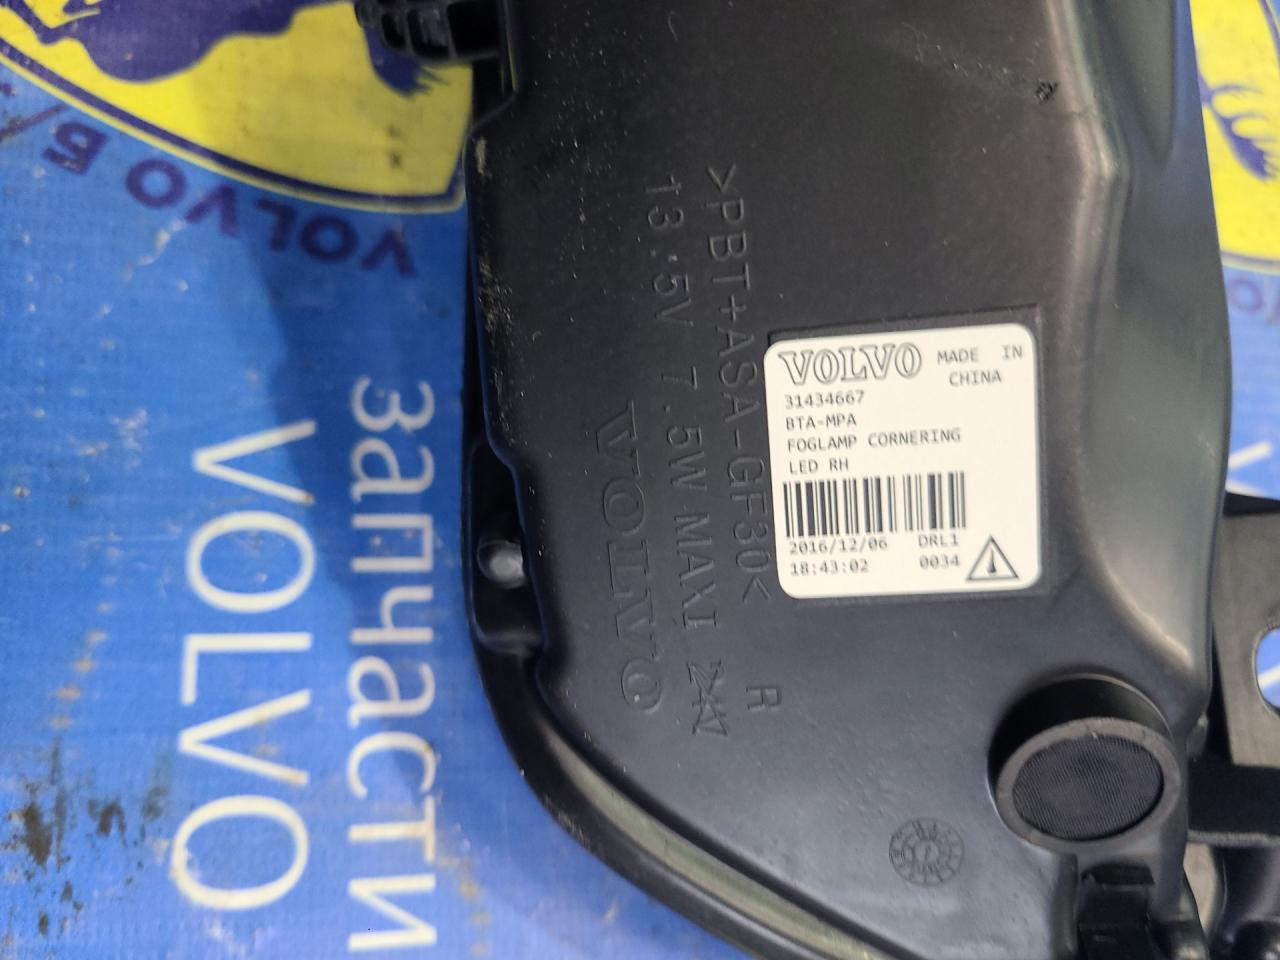 VOLVO MADE IN
CHINA
31434667
BTA-MPA
FOGLAMP CORNERING
LED RH
2016/12/06 DRL1
18:43:02 0034
>PBT+ASA-GF30< R
13.5V 7.5W MAXI
VOLVO
запчасти
VOLVO
VOLVO Б/